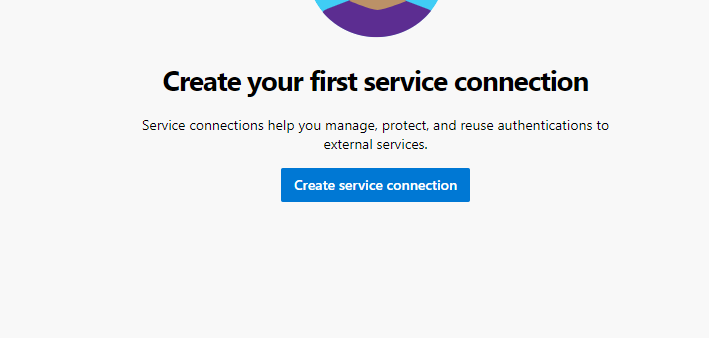 Create your first service connection
Service connections help you manage, protect, and reuse authentications to
external services.
Create service connection